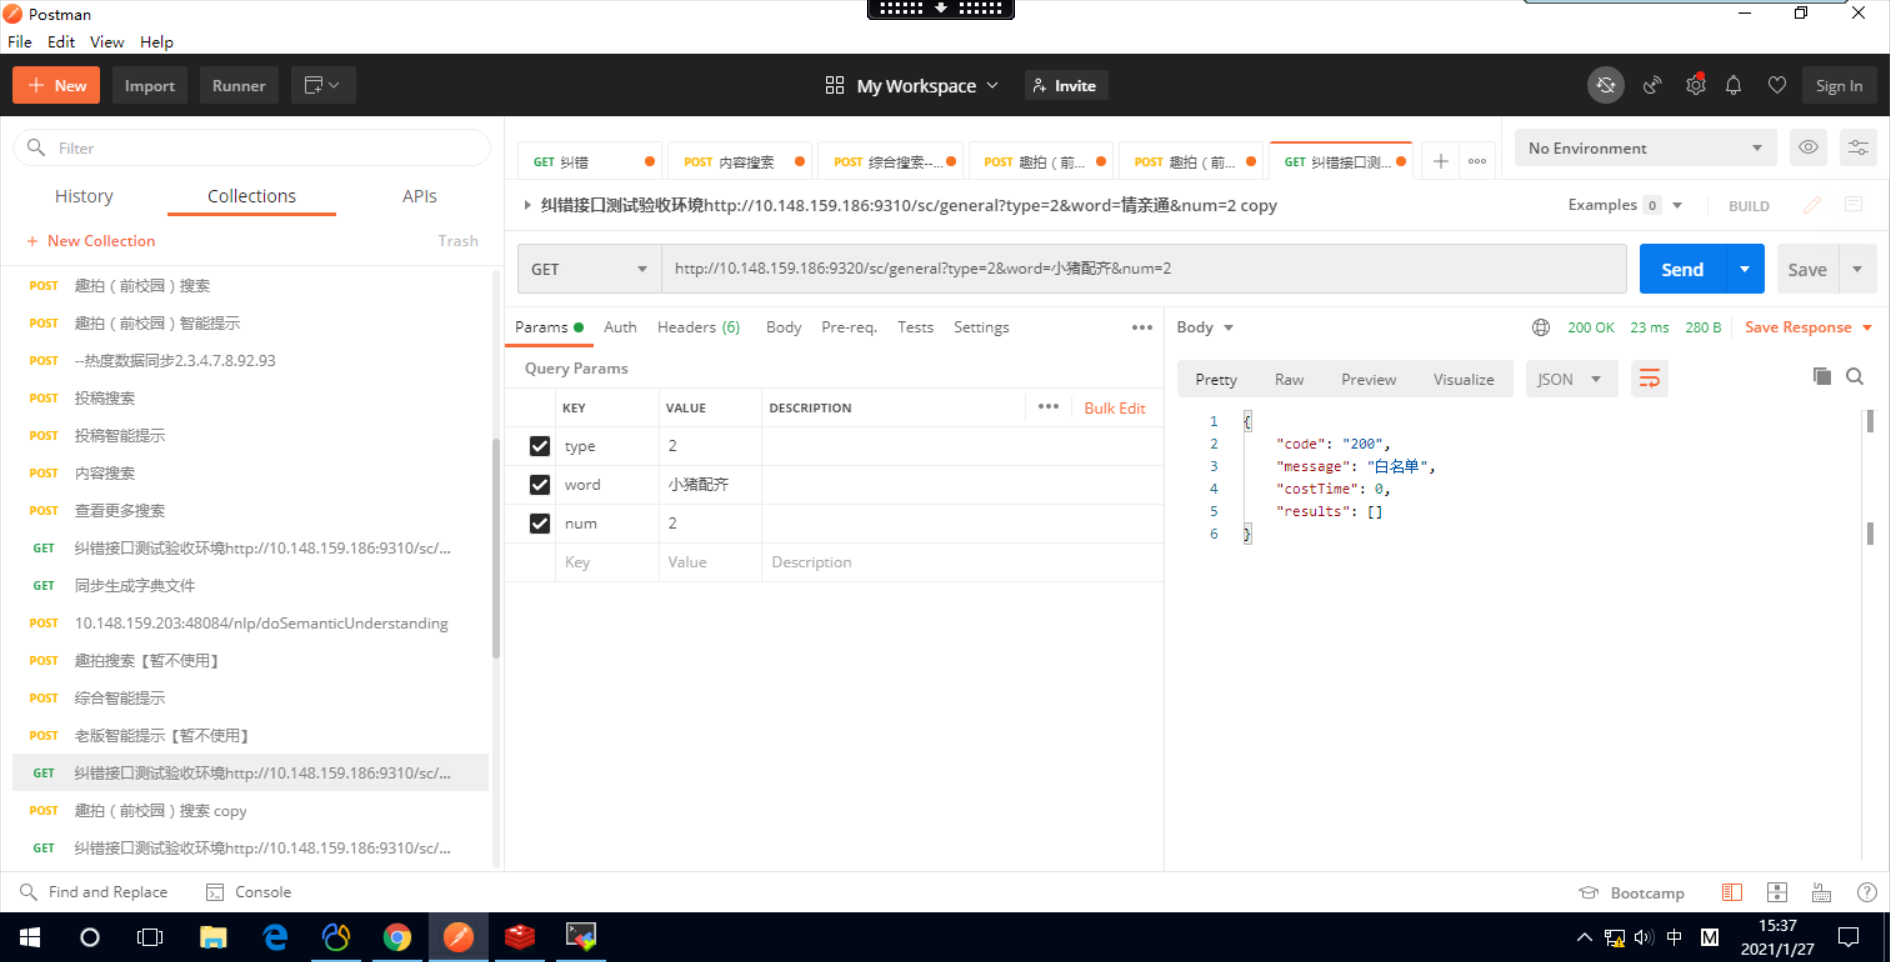 Postman
File Edit View Help
New Import Runner My Workspace Invite Sign In
Filter
History Collections APIs
+ New Collection Trash
POST 趣拍（前校园）搜索
POST 趣拍（前校园）智能提示
POST --热度数据同步2.3.4.7.8.92.93
POST 投稿搜索
POST 投稿智能提示
POST 内容搜索
POST 查看更多搜索
GET 纠错接口测试验收环境http://10.148.159.186:9310/sc/...
GET 同步生成字典文件
POST 10.148.159.203:48084/nlp/doSemanticUnderstanding
POST 趣拍搜索【暂不使用】
POST 综合智能提示
POST 老版智能提示【暂不使用】
GET 纠错接口测试验收环境http://10.148.159.186:9310/sc/...
POST 趣拍（前校园）搜索 copy
GET 纠错接口测试验收环境http://10.148.159.186:9310/sc/...
GET 纠错 POST 内容搜索 POST 综合搜索--... POST 趣拍（前... POST 趣拍（前... GET 纠错接口测... No Environment
纠错接口测试验收环境http://10.148.159.186:9310/sc/general?type=2&word=情亲通&num=2 copy Examples 0 BUILD
GET http://10.148.159.186:9320/sc/general?type=2&word=小猪配齐&num=2 Send Save
Params Auth Headers (6) Body Pre-req. Tests Settings
Query Params
KEY VALUE DESCRIPTION Bulk Edit
type 2
word 小猪配齐
num 2
Key Value Description
Body 200 OK 23 ms 280 B Save Response
Pretty Raw Preview Visualize JSON
1 {
2 "code": "200",
3 "message": "白名单",
4 "costTime": 0,
5 "results": []
6 }
Find and Replace Console Bootcamp
中 M 15:37
2021/1/27